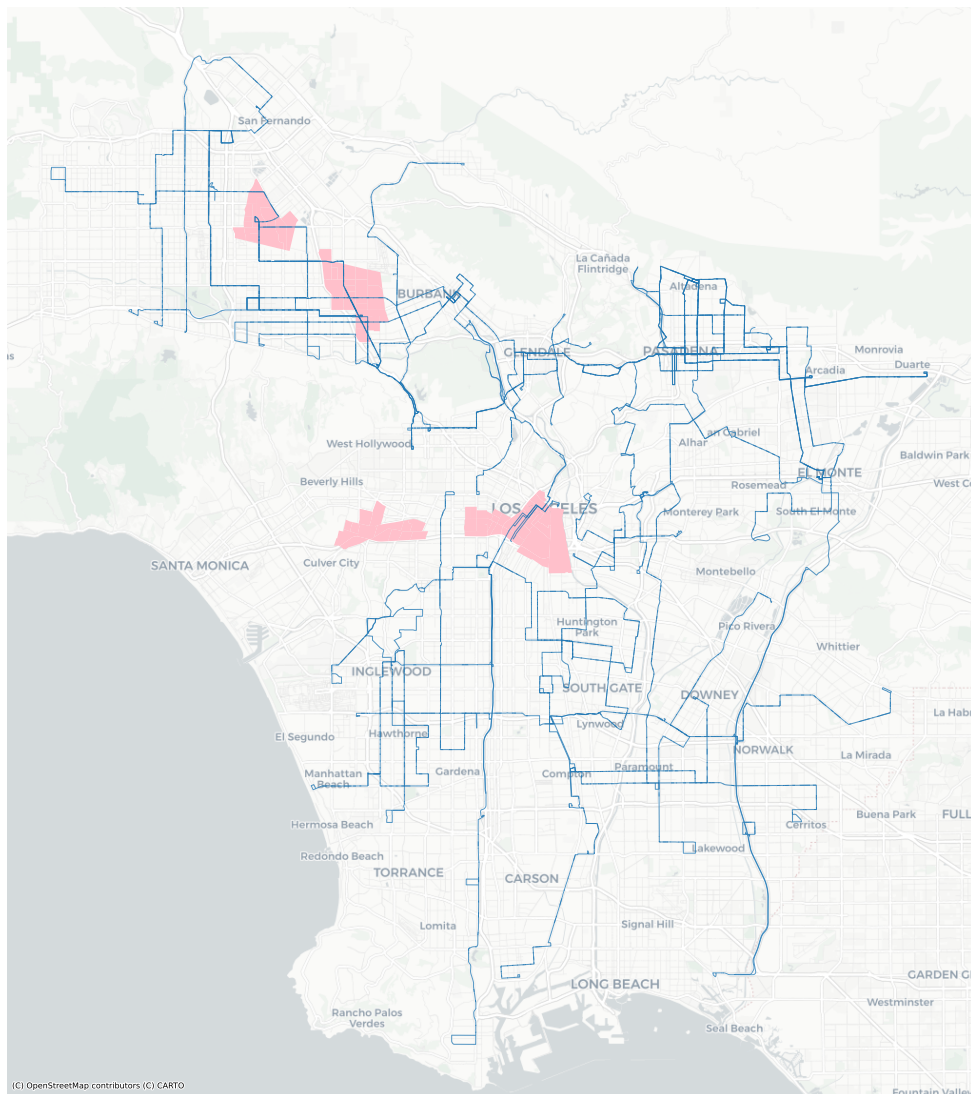 San Fernando
La Cañada
Flintridge
Altadena
BURBANK
GLENDALE
PASADENA
Monrovia
Duarte
Arcadia
West Hollywood
an Gabriel
Alhar
Baldwin Park
EL MONTE
Beverly Hills
Rosemead
West Co
LOS
ELES
Monterey Park
South El Monte
SANTA MONICA
Culver City
Montebello
Huntington
Park
Pico Rivera
Whittier
INGLEWOOD
SOUTH GATE
DOWNEY
La Habr
El Segundo
Hawthorne
Lynwood
NORWALK
La Mirada
Manhattan
Beach
Gardena
Compton
Paramount
Hermosa Beach
Cerritos
Buena Park
FULL
Redondo Beach
Lakewood
TORRANCE
CARSON
Lomita
Signal Hill
LONG BEACH
GARDEN G
Westminster
Rancho Palos
Verdes
Seal Beach
Fountain Valley
(C) OpenStreetMap contributors (C) CARTO